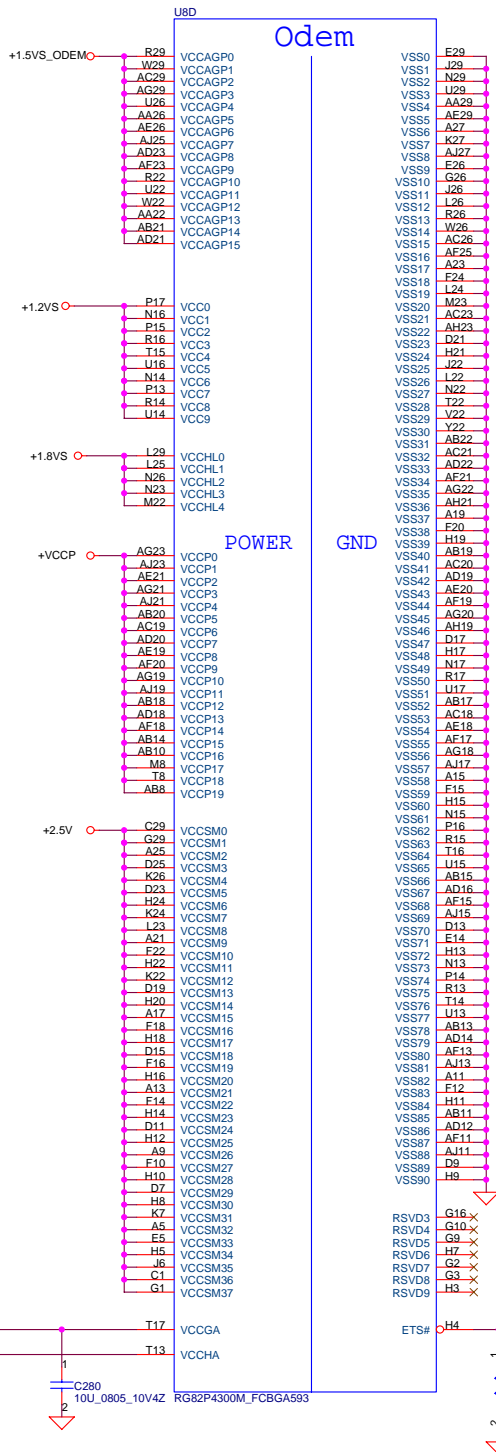 U8D
Odem
+1.5VS_ODEM
R29 VCCAGP0
W29 VCCAGP1
AC29 VCCAGP2
AG29 VCCAGP3
U26 VCCAGP4
AA26 VCCAGP5
AE26 VCCAGP6
AJ25 VCCAGP7
AD23 VCCAGP8
AF23 VCCAGP9
R22 VCCAGP10
U22 VCCAGP11
W22 VCCAGP12
AA22 VCCAGP13
AB21 VCCAGP14
AD21 VCCAGP15
+1.2VS
P17 VCC0
N16 VCC1
P15 VCC2
R16 VCC3
T15 VCC4
U16 VCC5
N14 VCC6
P13 VCC7
R14 VCC8
U14 VCC9
+1.8VS
L29 VCCHL0
L25 VCCHL1
N26 VCCHL2
N23 VCCHL3
M22 VCCHL4
POWER
GND
+VCCP
AG23 VCCP0
AJ23 VCCP1
AE21 VCCP2
AG21 VCCP3
AJ21 VCCP4
AB20 VCCP5
AC19 VCCP6
AD20 VCCP7
AE19 VCCP8
AF20 VCCP9
AG19 VCCP10
AJ19 VCCP11
AB18 VCCP12
AD18 VCCP13
AF18 VCCP14
AB14 VCCP15
AB10 VCCP16
M8 VCCP17
T8 VCCP18
AB8 VCCP19
+2.5V
C29 VCCSM0
G29 VCCSM1
A25 VCCSM2
D25 VCCSM3
K26 VCCSM4
D23 VCCSM5
H24 VCCSM6
K24 VCCSM7
L23 VCCSM8
A21 VCCSM9
F22 VCCSM10
H22 VCCSM11
K22 VCCSM12
D19 VCCSM13
H20 VCCSM14
A17 VCCSM15
F18 VCCSM16
H18 VCCSM17
D15 VCCSM18
F16 VCCSM19
H16 VCCSM20
A13 VCCSM21
F14 VCCSM22
H14 VCCSM23
D11 VCCSM24
H12 VCCSM25
A9 VCCSM26
F10 VCCSM27
H10 VCCSM28
D7 VCCSM29
H8 VCCSM30
K7 VCCSM31
A5 VCCSM32
E5 VCCSM33
H5 VCCSM34
J6 VCCSM35
C1 VCCSM36
G1 VCCSM37
T17 VCCGA
T13 VCCHA
VSS0 E29
VSS1 J29
VSS2 N29
VSS3 U29
VSS4 AA29
VSS5 AE29
VSS6 A27
VSS7 K27
VSS8 AJ27
VSS9 E26
VSS10 G26
VSS11 J26
VSS12 L26
VSS13 R26
VSS14 W26
VSS15 AC26
VSS16 AF25
VSS17 A23
VSS18 F24
VSS19 L24
VSS20 M23
VSS21 AC23
VSS22 AH23
VSS23 D21
VSS24 H21
VSS25 J22
VSS26 L22
VSS27 N22
VSS28 T22
VSS29 V22
VSS30 Y22
VSS31 AB22
VSS32 AC21
VSS33 AD22
VSS34 AF21
VSS35 AG22
VSS36 AH21
VSS37 A19
VSS38 F20
VSS39 H19
VSS40 AB19
VSS41 AC20
VSS42 AD19
VSS43 AE20
VSS44 AF19
VSS45 AG20
VSS46 AH19
VSS47 D17
VSS48 H17
VSS49 N17
VSS50 R17
VSS51 U17
VSS52 AB17
VSS53 AC18
VSS54 AE18
VSS55 AF17
VSS56 AG18
VSS57 AJ17
VSS58 A15
VSS59 F15
VSS60 H15
VSS61 N15
VSS62 P16
VSS63 R15
VSS64 T16
VSS65 U15
VSS66 AB15
VSS67 AD16
VSS68 AF15
VSS69 AJ15
VSS70 D13
VSS71 E14
VSS72 H13
VSS73 N13
VSS74 P14
VSS75 R13
VSS76 T14
VSS77 U13
VSS78 AB13
VSS79 AD14
VSS80 AF13
VSS81 AJ13
VSS82 A11
VSS83 F12
VSS84 H11
VSS85 AB11
VSS86 AD12
VSS87 AF11
VSS88 AJ11
VSS89 D9
VSS90 H9
RSVD3 G16
RSVD4 G10
RSVD5 G9
RSVD6 H7
RSVD7 G2
RSVD8 G3
RSVD9 H3
ETS# H4
1
1
C280
10U_0805_10V4Z
RG82P4300M_FCBGA593
2
2